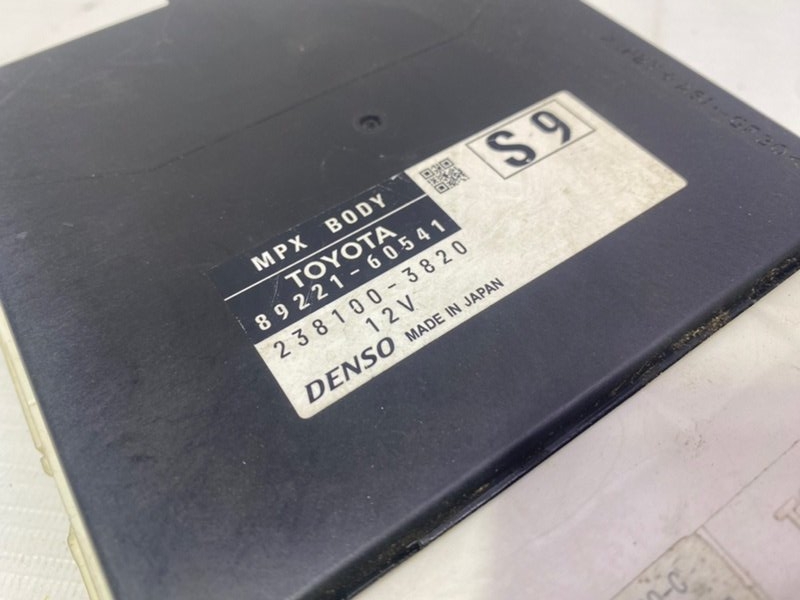 MPX BODY
TOYOTA
89221-60541
238100-3820
12V
DENSO MADE IN JAPAN
S9